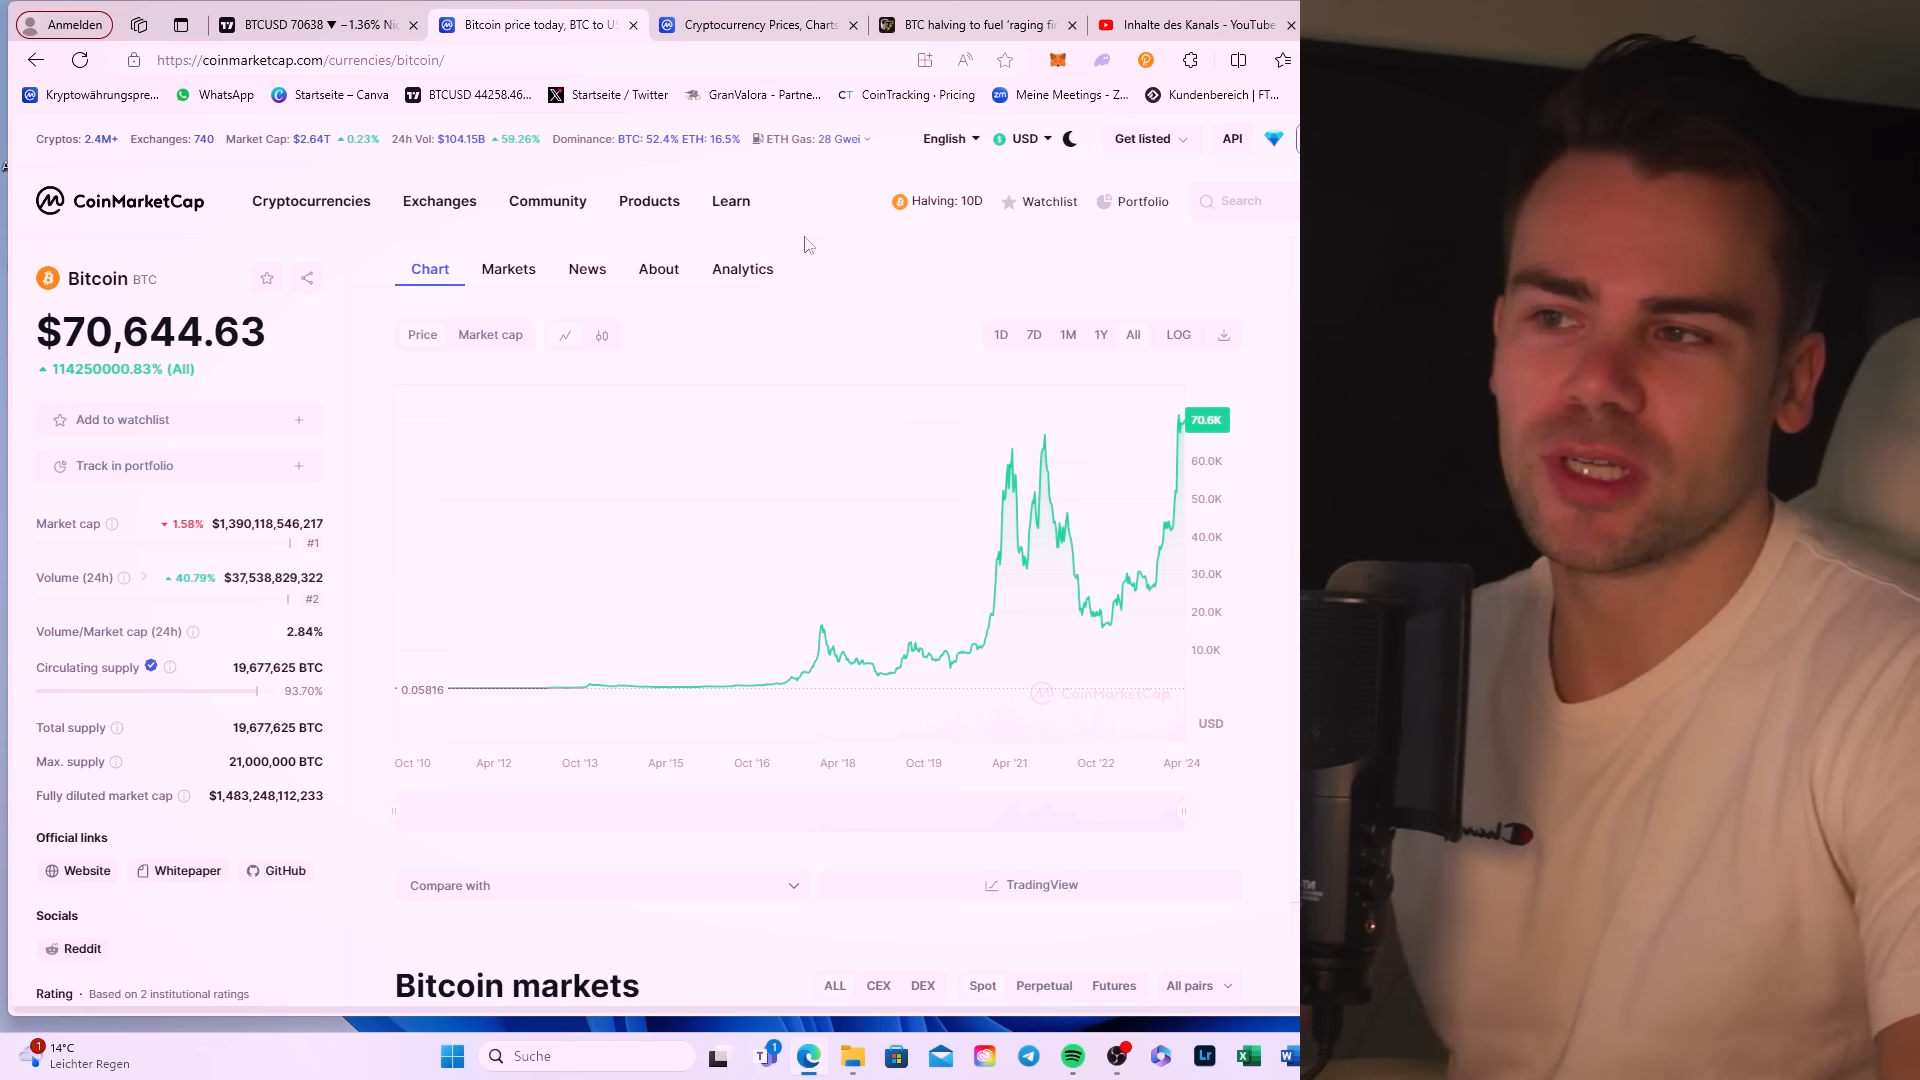 Anmelden
BTCUSD 70638 ▼ −1.36% Nic
Bitcoin price today, BTC to US
Cryptocurrency Prices, Charts
BTC halving to fuel ‘raging fi
Inhalte des Kanals - YouTube
https://coinmarketcap.com/currencies/bitcoin/
Kryptowährungspre...
WhatsApp
Startseite – Canva
BTCUSD 44258.46...
Startseite / Twitter
GranValora - Partne...
CoinTracking · Pricing
Meine Meetings - Z...
Kundenbereich | FT...
Cryptos: 2.4M+ Exchanges: 740 Market Cap: $2.64T 0.23% 24h Vol: $104.15B 59.26% Dominance: BTC: 52.4% ETH: 16.5% ETH Gas: 28 Gwei
English USD Get listed API
CoinMarketCap
Cryptocurrencies Exchanges Community Products Learn
Halving: 10D Watchlist Portfolio Search
Bitcoin BTC
$70,644.63
114250000.83% (All)
Add to watchlist +
Track in portfolio +
Market cap 1.58% $1,390,118,546,217
#1
Volume (24h) 40.79% $37,538,829,322
#2
Volume/Market cap (24h) 2.84%
Circulating supply 19,677,625 BTC
93.70%
Total supply 19,677,625 BTC
Max. supply 21,000,000 BTC
Fully diluted market cap $1,483,248,112,233
Official links
Website Whitepaper GitHub
Socials
Reddit
Rating · Based on 2 institutional ratings
Chart Markets News About Analytics
Price Market cap
1D 7D 1M 1Y All LOG
70.6K
60.0K
50.0K
40.0K
30.0K
20.0K
10.0K
0.05816
CoinMarketCap
USD
Oct '10 Apr '12 Oct '13 Apr '15 Oct '16 Apr '18 Oct '19 Apr '21 Oct '22 Apr '24
Compare with
TradingView
Bitcoin markets
ALL CEX DEX Spot Perpetual Futures All pairs
1
14°C
Leichter Regen
Suche
1
Lr